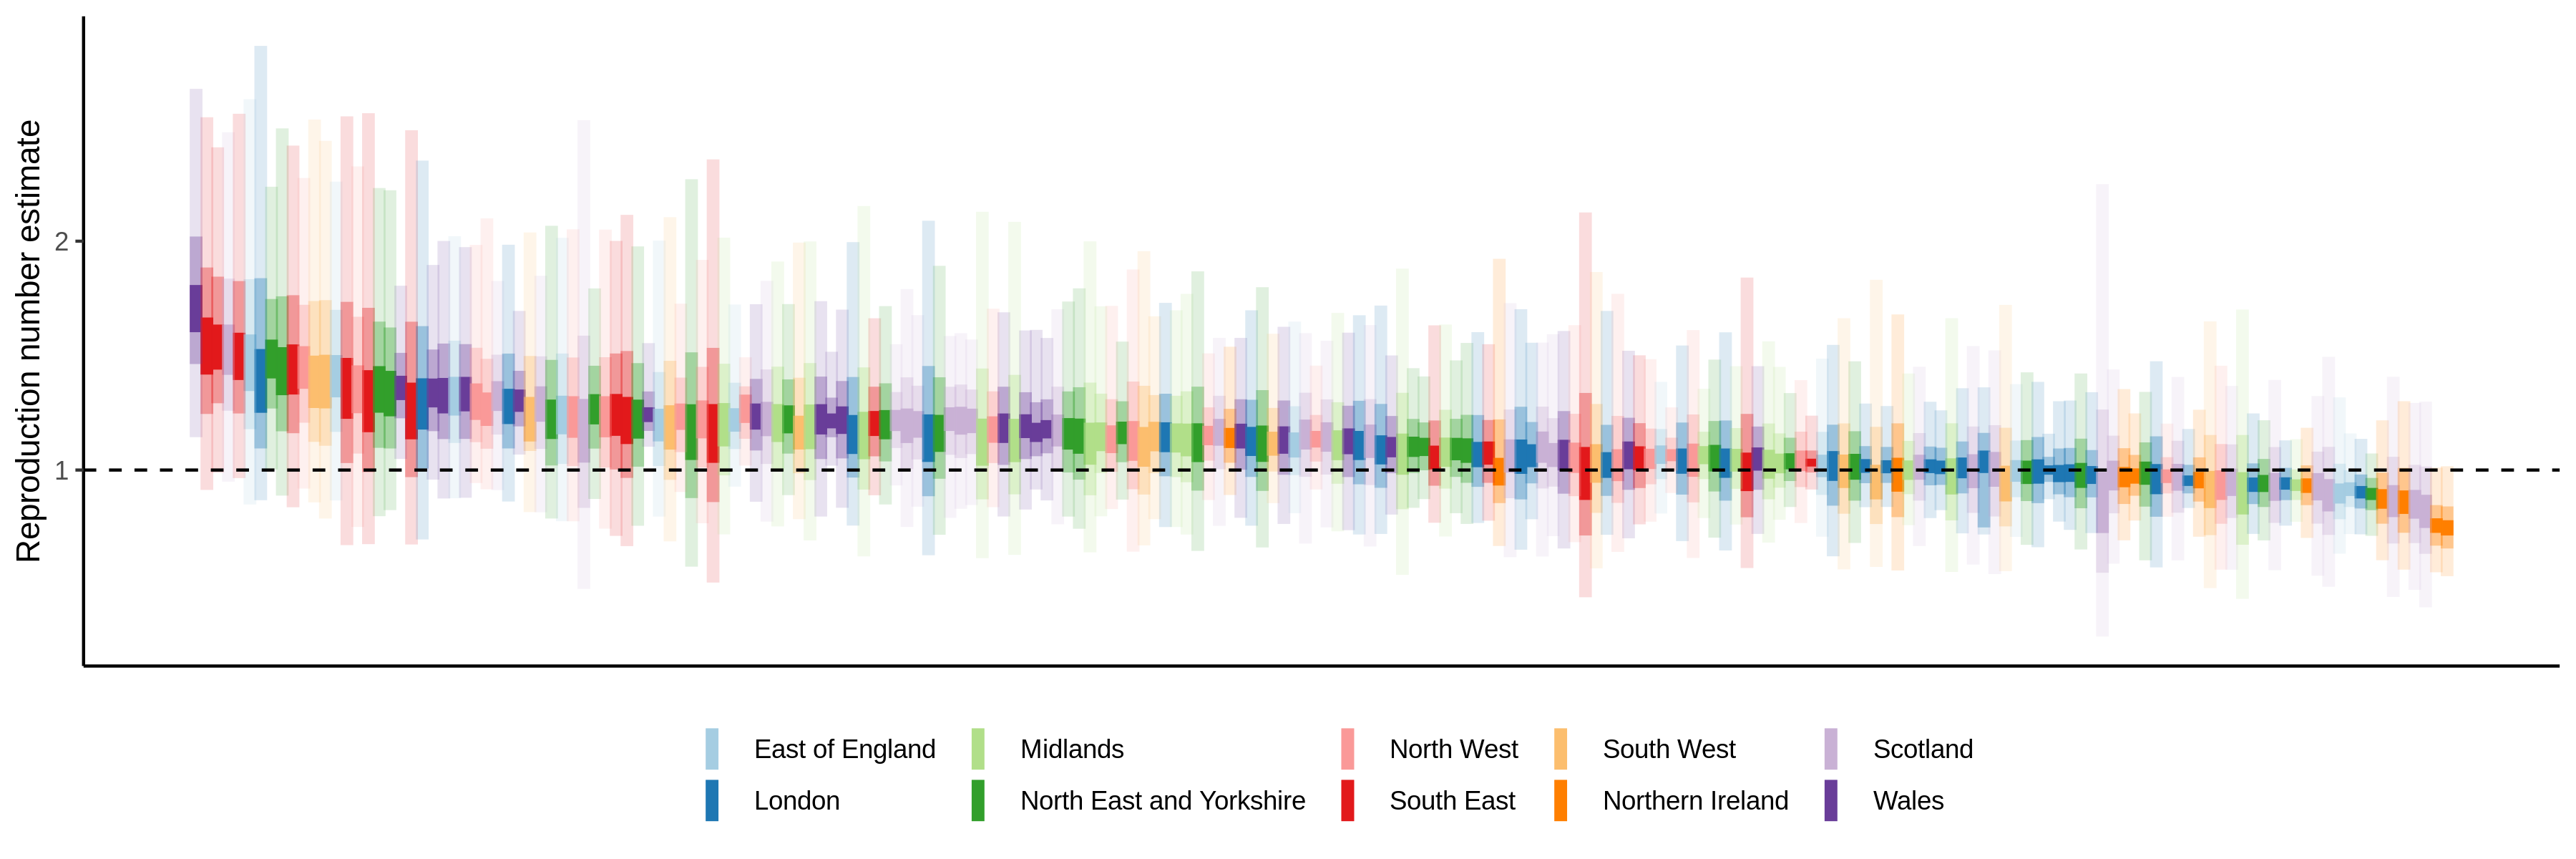 Reproduction number estimate
2
1
East of England
Midlands
North West
South West
Scotland
London
North East and Yorkshire
South East
Northern Ireland
Wales